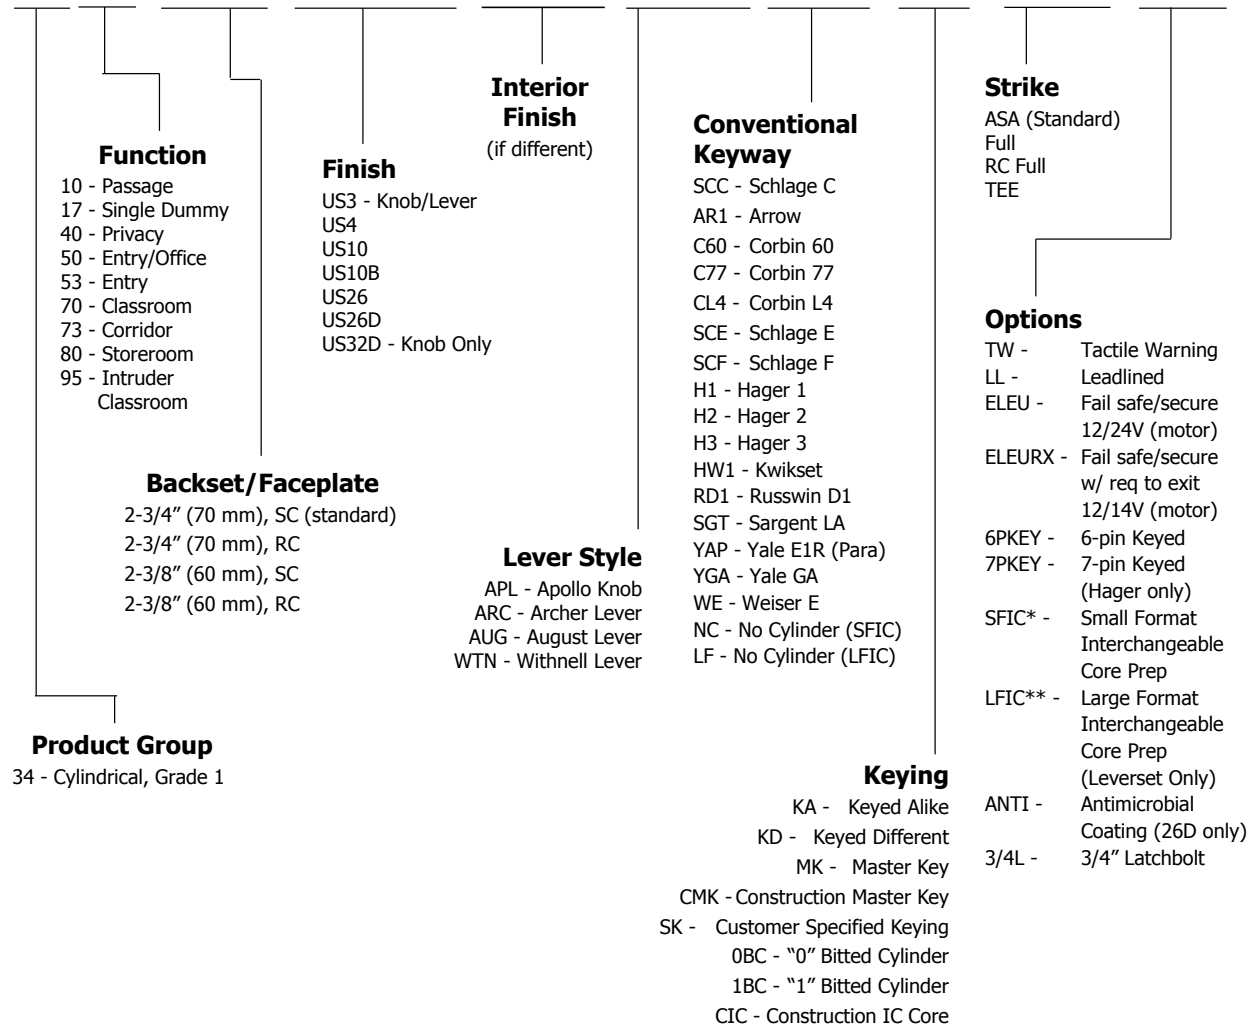 Function
10 - Passage
17 - Single Dummy
40 - Privacy
50 - Entry/Office
53 - Entry
70 - Classroom
73 - Corridor
80 - Storeroom
95 - Intruder
Classroom
Backset/Faceplate
2-3/4” (70 mm), SC (standard)
2-3/4” (70 mm), RC
2-3/8” (60 mm), SC
2-3/8” (60 mm), RC
Product Group
34 - Cylindrical, Grade 1
Finish
US3 - Knob/Lever
US4
US10
US10B
US26
US26D
US32D - Knob Only
Interior
Finish
(if different)
Lever Style
APL - Apollo Knob
ARC - Archer Lever
AUG - August Lever
WTN - Withnell Lever
Conventional
Keyway
SCC - Schlage C
AR1 - Arrow
C60 - Corbin 60
C77 - Corbin 77
CL4 - Corbin L4
SCE - Schlage E
SCF - Schlage F
H1 - Hager 1
H2 - Hager 2
H3 - Hager 3
HW1 - Kwikset
RD1 - Russwin D1
SGT - Sargent LA
YAP - Yale E1R (Para)
YGA - Yale GA
WE - Weiser E
NC - No Cylinder (SFIC)
LF - No Cylinder (LFIC)
Keying
KA - Keyed Alike
KD - Keyed Different
MK - Master Key
CMK - Construction Master Key
SK - Customer Specified Keying
0BC - “0” Bitted Cylinder
1BC - “1” Bitted Cylinder
CIC - Construction IC Core
Strike
ASA (Standard)
Full
RC Full
TEE
Options
TW - Tactile Warning
LL - Leadlined
ELEU - Fail safe/secure
12/24V (motor)
ELEURX - Fail safe/secure
w/ req to exit
12/14V (motor)
6PKEY - 6-pin Keyed
7PKEY - 7-pin Keyed
(Hager only)
SFIC* - Small Format
Interchangeable
Core Prep
LFIC** - Large Format
Interchangeable
Core Prep
(Leverset Only)
ANTI - Antimicrobial
Coating (26D only)
3/4L - 3/4” Latchbolt